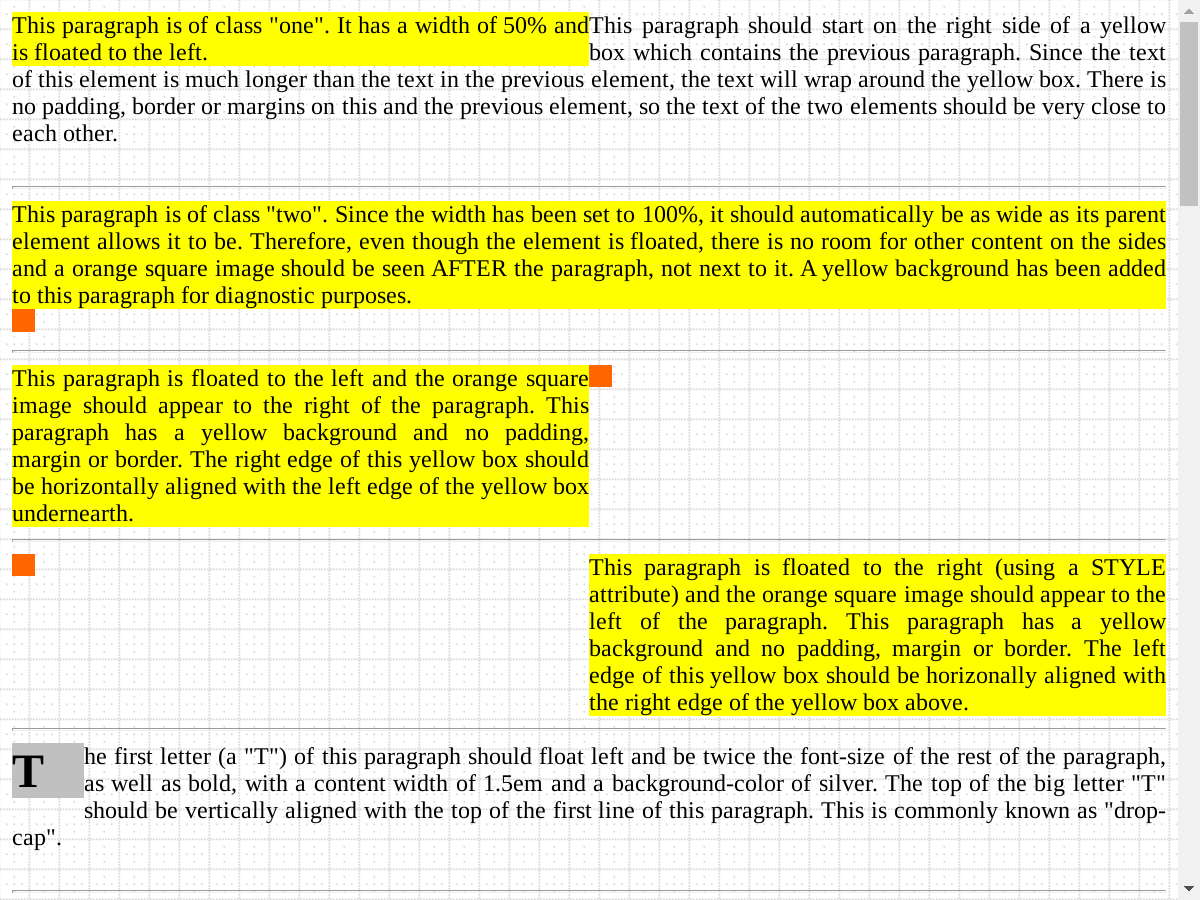 This paragraph is of class "one". It has a width of 50% and
is floated to the left.
This paragraph should start on the right side of a yellow
box which contains the previous paragraph. Since the text
of this element is much longer than the text in the previous element, the text will wrap around the yellow box. There is
no padding, border or margins on this and the previous element, so the text of the two elements should be very close to
each other.
This paragraph is of class "two". Since the width has been set to 100%, it should automatically be as wide as its parent
element allows it to be. Therefore, even though the element is floated, there is no room for other content on the sides
and a orange square image should be seen AFTER the paragraph, not next to it. A yellow background has been added
to this paragraph for diagnostic purposes.
This paragraph is floated to the left and the orange square
image should appear to the right of the paragraph. This
paragraph has a yellow background and no padding,
margin or border. The right edge of this yellow box should
be horizontally aligned with the left edge of the yellow box
undernearth.
This paragraph is floated to the right (using a STYLE
attribute) and the orange square image should appear to the
left of the paragraph. This paragraph has a yellow
background and no padding, margin or border. The left
edge of this yellow box should be horizonally aligned with
the right edge of the yellow box above.
The first letter (a "T") of this paragraph should float left and be twice the font-size of the rest of the paragraph,
as well as bold, with a content width of 1.5em and a background-color of silver. The top of the big letter "T"
should be vertically aligned with the top of the first line of this paragraph. This is commonly known as "drop-
cap".